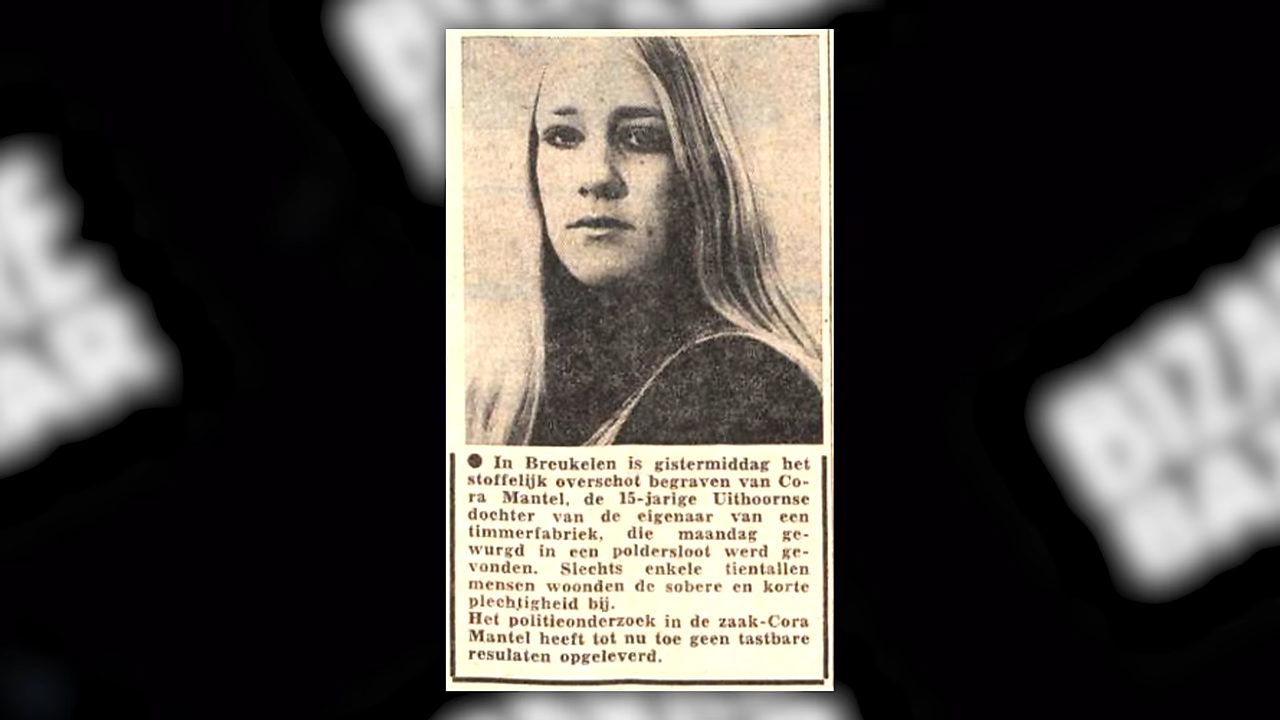 ● In Breukelen is gistermiddag het
stoffelijk overschot begraven van Co-
ra Mantel, de 15-jarige Uithoornse
dochter van de eigenaar van een
timmerfabriek, die maandag ge-
wurgd in een poldersloot werd ge-
vonden. Slechts enkele tientallen
mensen woonden de sobere en korte
plechtigheid bij.
Het politieonderzoek in de zaak-Cora
Mantel heeft tot nu toe geen tastbare
resulaten opgeleverd.